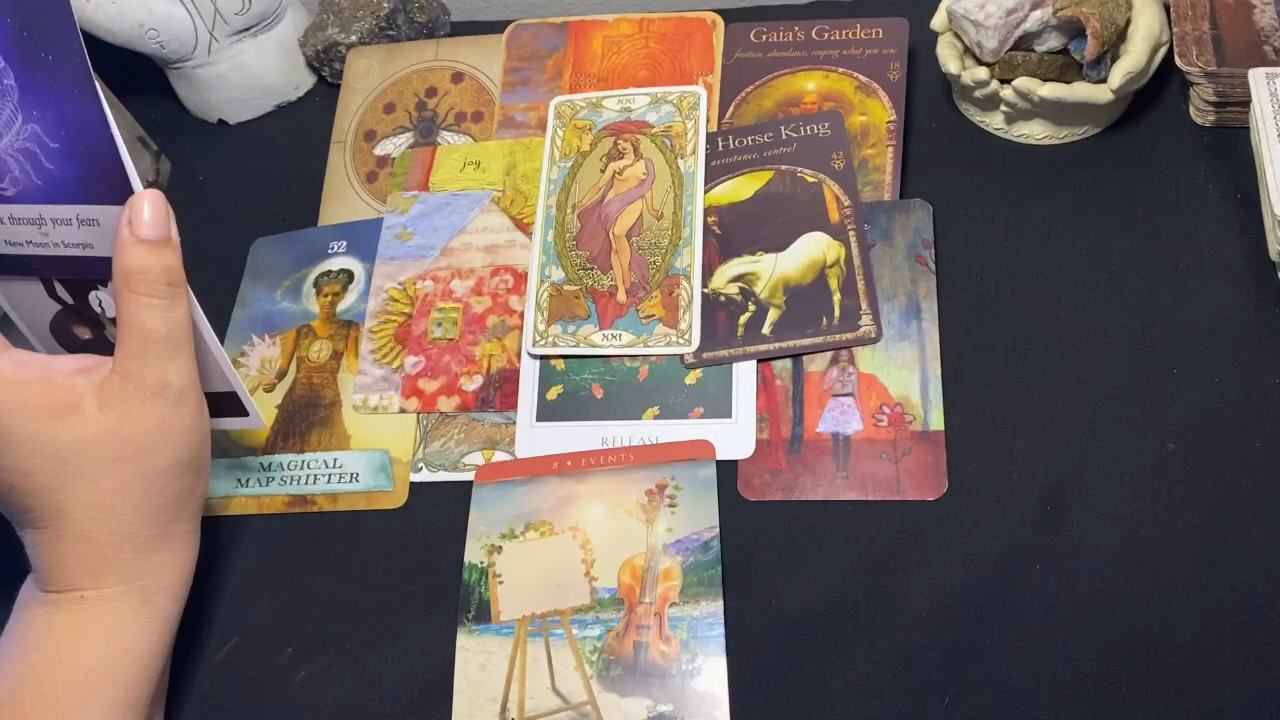 OF
k through your fears
New Moon in Scorpio
52
MAGICAL
MAP SHIFTER
joy
XXI
XXI
RELEASE
8 • EVENTS
Gaia's Garden
fruition, abundance, reaping what you sow
18
Horse King
assistance, control
42